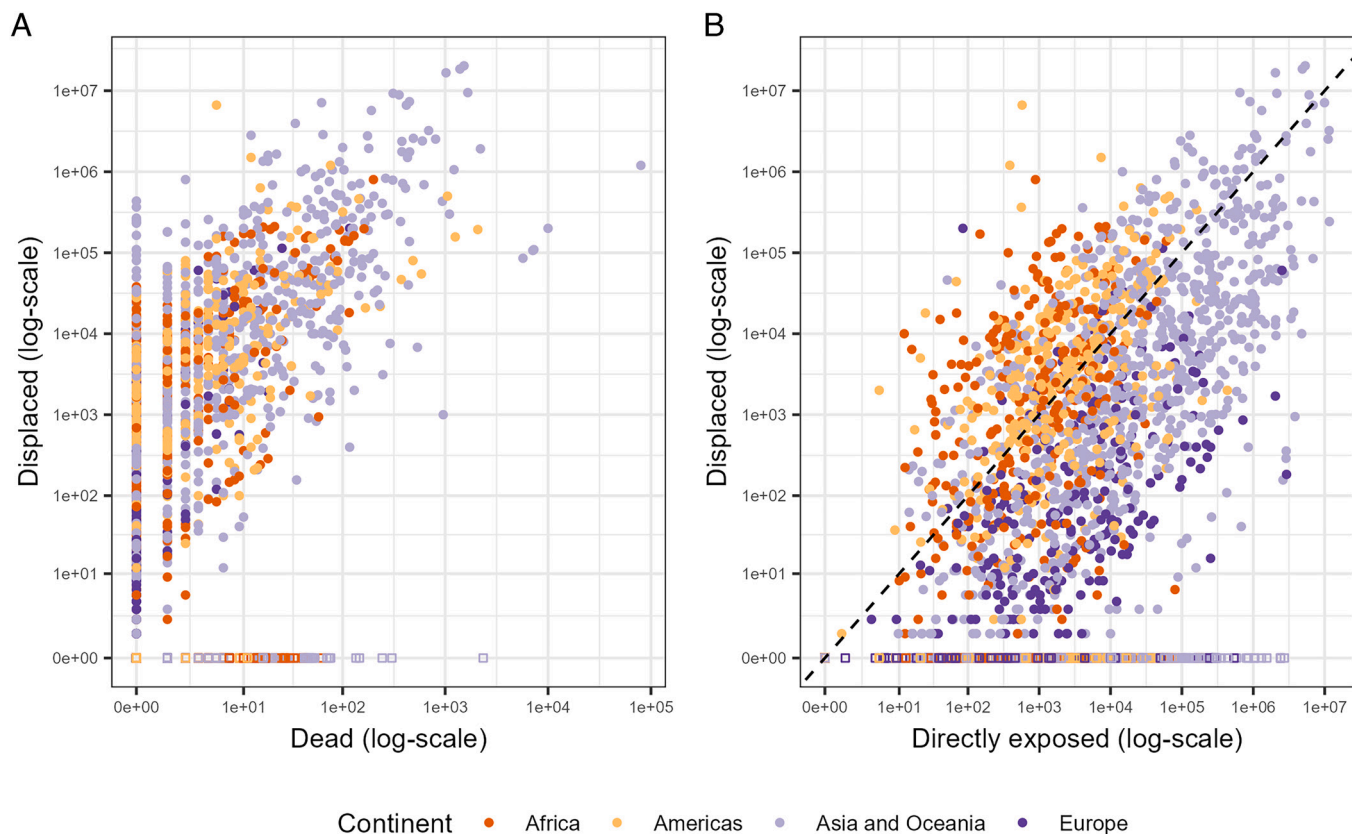 A
B
Displaced (log-scale)
1e+07
1e+06
1e+05
1e+04
1e+03
1e+02
1e+01
0e+00
0e+00 1e+01 1e+02 1e+03 1e+04 1e+05
Dead (log-scale)
Displaced (log-scale)
1e+07
1e+06
1e+05
1e+04
1e+03
1e+02
1e+01
0e+00
0e+00 1e+01 1e+02 1e+03 1e+04 1e+05 1e+06 1e+07
Directly exposed (log-scale)
Continent Africa Americas Asia and Oceania Europe